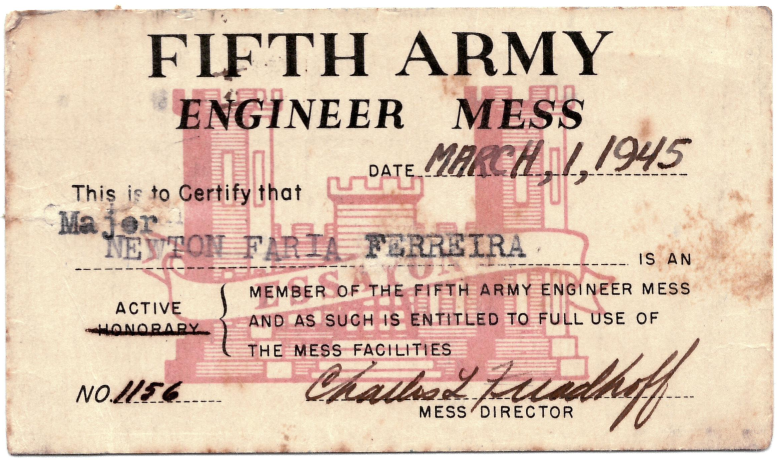 FIFTH ARMY
ENGINEER MESS
DATE MARCH, 1, 1945
This is to Certify that
Major
NEWTON FARIA FERREIRA
IS AN
ACTIVE
HONORARY
MEMBER OF THE FIFTH ARMY ENGINEER MESS
AND AS SUCH IS ENTITLED TO FULL USE OF
THE MESS FACILITIES
NO. 1156
Charles L
MESS DIRECTOR